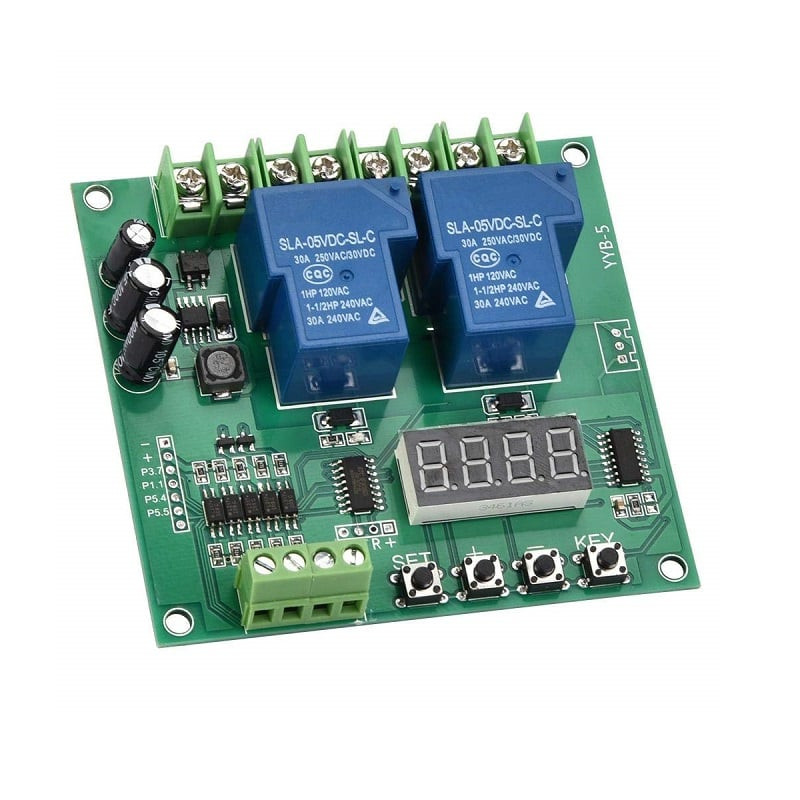 SLA-05VDC-SL-C
30A 250VAC/30VDC
CQC
1HP 120VAC
1-1/2HP 240VAC
30A 240VAC
SLA-05VDC-SL-C
30A 250VAC/30VDC
CQC
1HP 120VAC
1-1/2HP 240VAC
30A 240VAC
YYB-5
105°C(M)
-
+
P3.7
P1.1
P5.4
P5.5
R +
SET
+
-
KEY